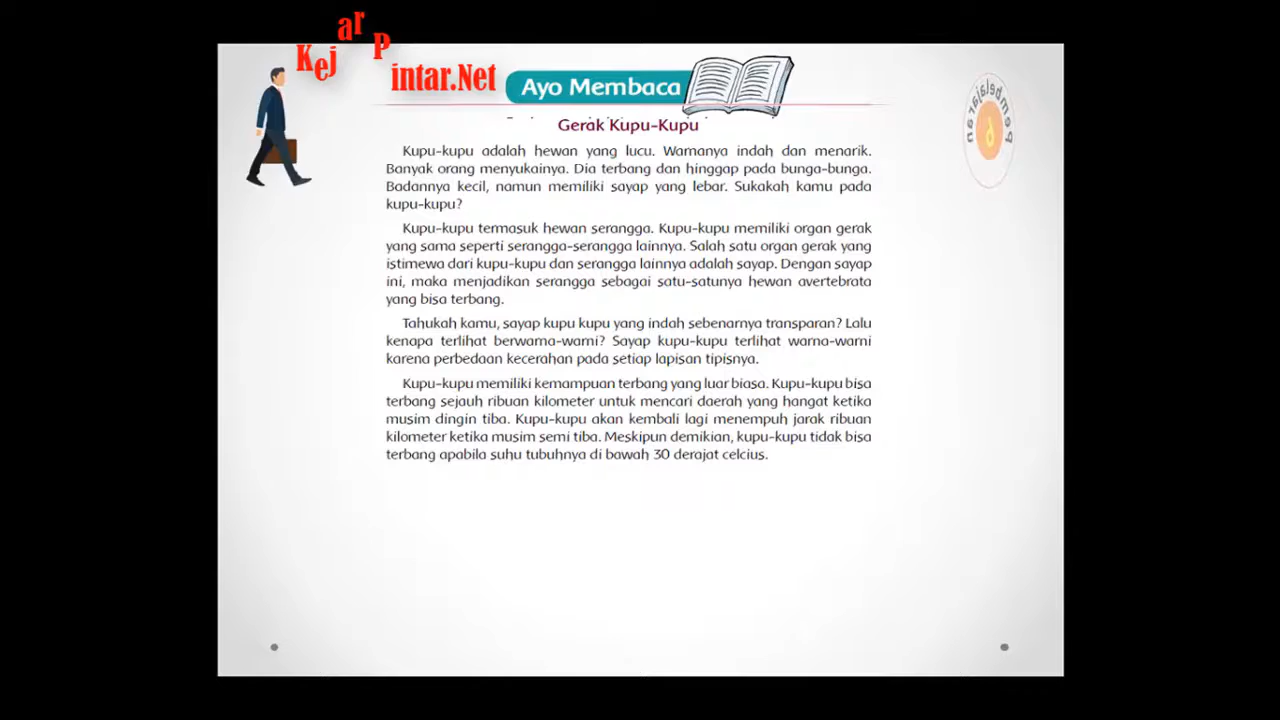 Kejar Pintar.Net
Ayo Membaca
Pembelajaran
6
Gerak Kupu-Kupu
Kupu-kupu adalah hewan yang lucu. Warnanya indah dan menarik.
Banyak orang menyukainya. Dia terbang dan hinggap pada bunga-bunga.
Badannya kecil, namun memiliki sayap yang lebar. Sukakah kamu pada
kupu-kupu?
Kupu-kupu termasuk hewan serangga. Kupu-kupu memiliki organ gerak
yang sama seperti serangga-serangga lainnya. Salah satu organ gerak yang
istimewa dari kupu-kupu dan serangga lainnya adalah sayap. Dengan sayap
ini, maka menjadikan serangga sebagai satu-satunya hewan avertebrata
yang bisa terbang.
Tahukah kamu, sayap kupu kupu yang indah sebenarnya transparan? Lalu
kenapa terlihat berwarna-warni? Sayap kupu-kupu terlihat warna-warni
karena perbedaan kecerahan pada setiap lapisan tipisnya.
Kupu-kupu memiliki kemampuan terbang yang luar biasa. Kupu-kupu bisa
terbang sejauh ribuan kilometer untuk mencari daerah yang hangat ketika
musim dingin tiba. Kupu-kupu akan kembali lagi menempuh jarak ribuan
kilometer ketika musim semi tiba. Meskipun demikian, kupu-kupu tidak bisa
terbang apabila suhu tubuhnya di bawah 30 derajat celcius.